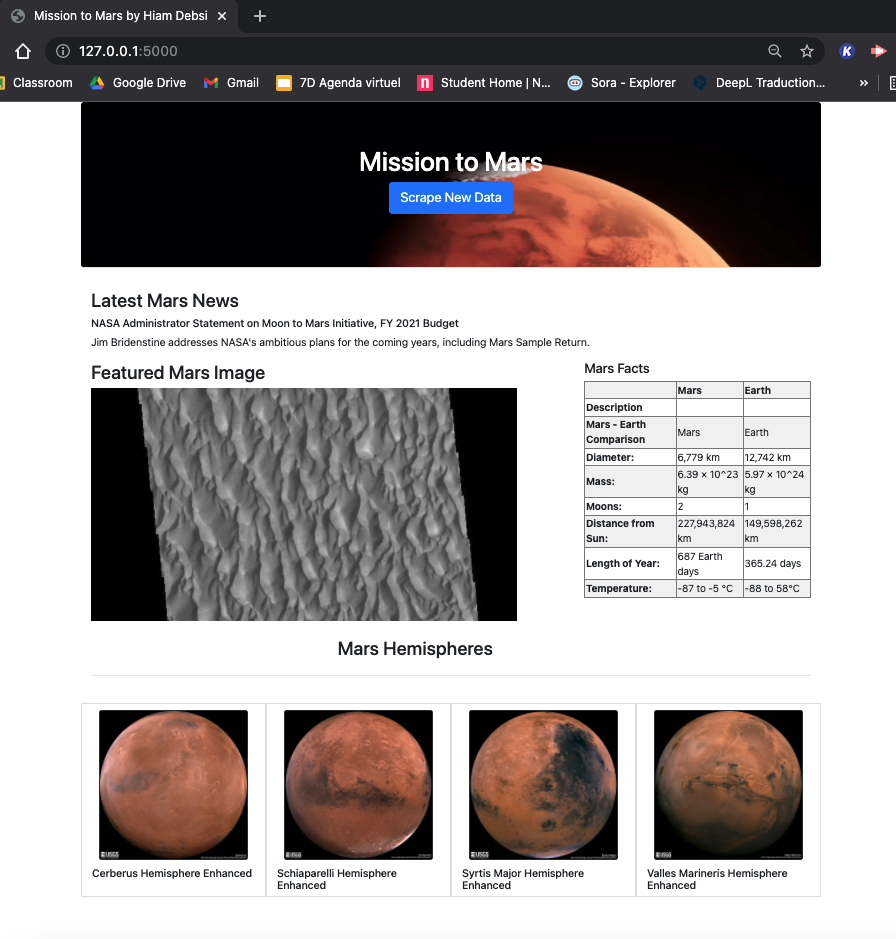 Mission to Mars by Hiam Debsi
127.0.0.1:5000
K
Classroom Google Drive Gmail 7D Agenda virtuel n Student Home | N... Sora - Explorer DeepL Traduction... »
Mission to Mars
Scrape New Data
Latest Mars News
NASA Administrator Statement on Moon to Mars Initiative, FY 2021 Budget
Jim Bridenstine addresses NASA's ambitious plans for the coming years, including Mars Sample Return.
Featured Mars Image
Mars Facts
Mars Earth
Description
Mars - Earth
Comparison
Mars Earth
Diameter: 6,779 km 12,742 km
Mass: 6.39 × 10^23
kg
5.97 × 10^24
kg
Moons: 2 1
Distance from
Sun:
227,943,824
km
149,598,262
km
Length of Year: 687 Earth
days
365.24 days
Temperature: -87 to -5 °C -88 to 58°C
Mars Hemispheres
USGS
USGS
USGS
USGS
Cerberus Hemisphere Enhanced
Schiaparelli Hemisphere
Enhanced
Syrtis Major Hemisphere
Enhanced
Valles Marineris Hemisphere
Enhanced